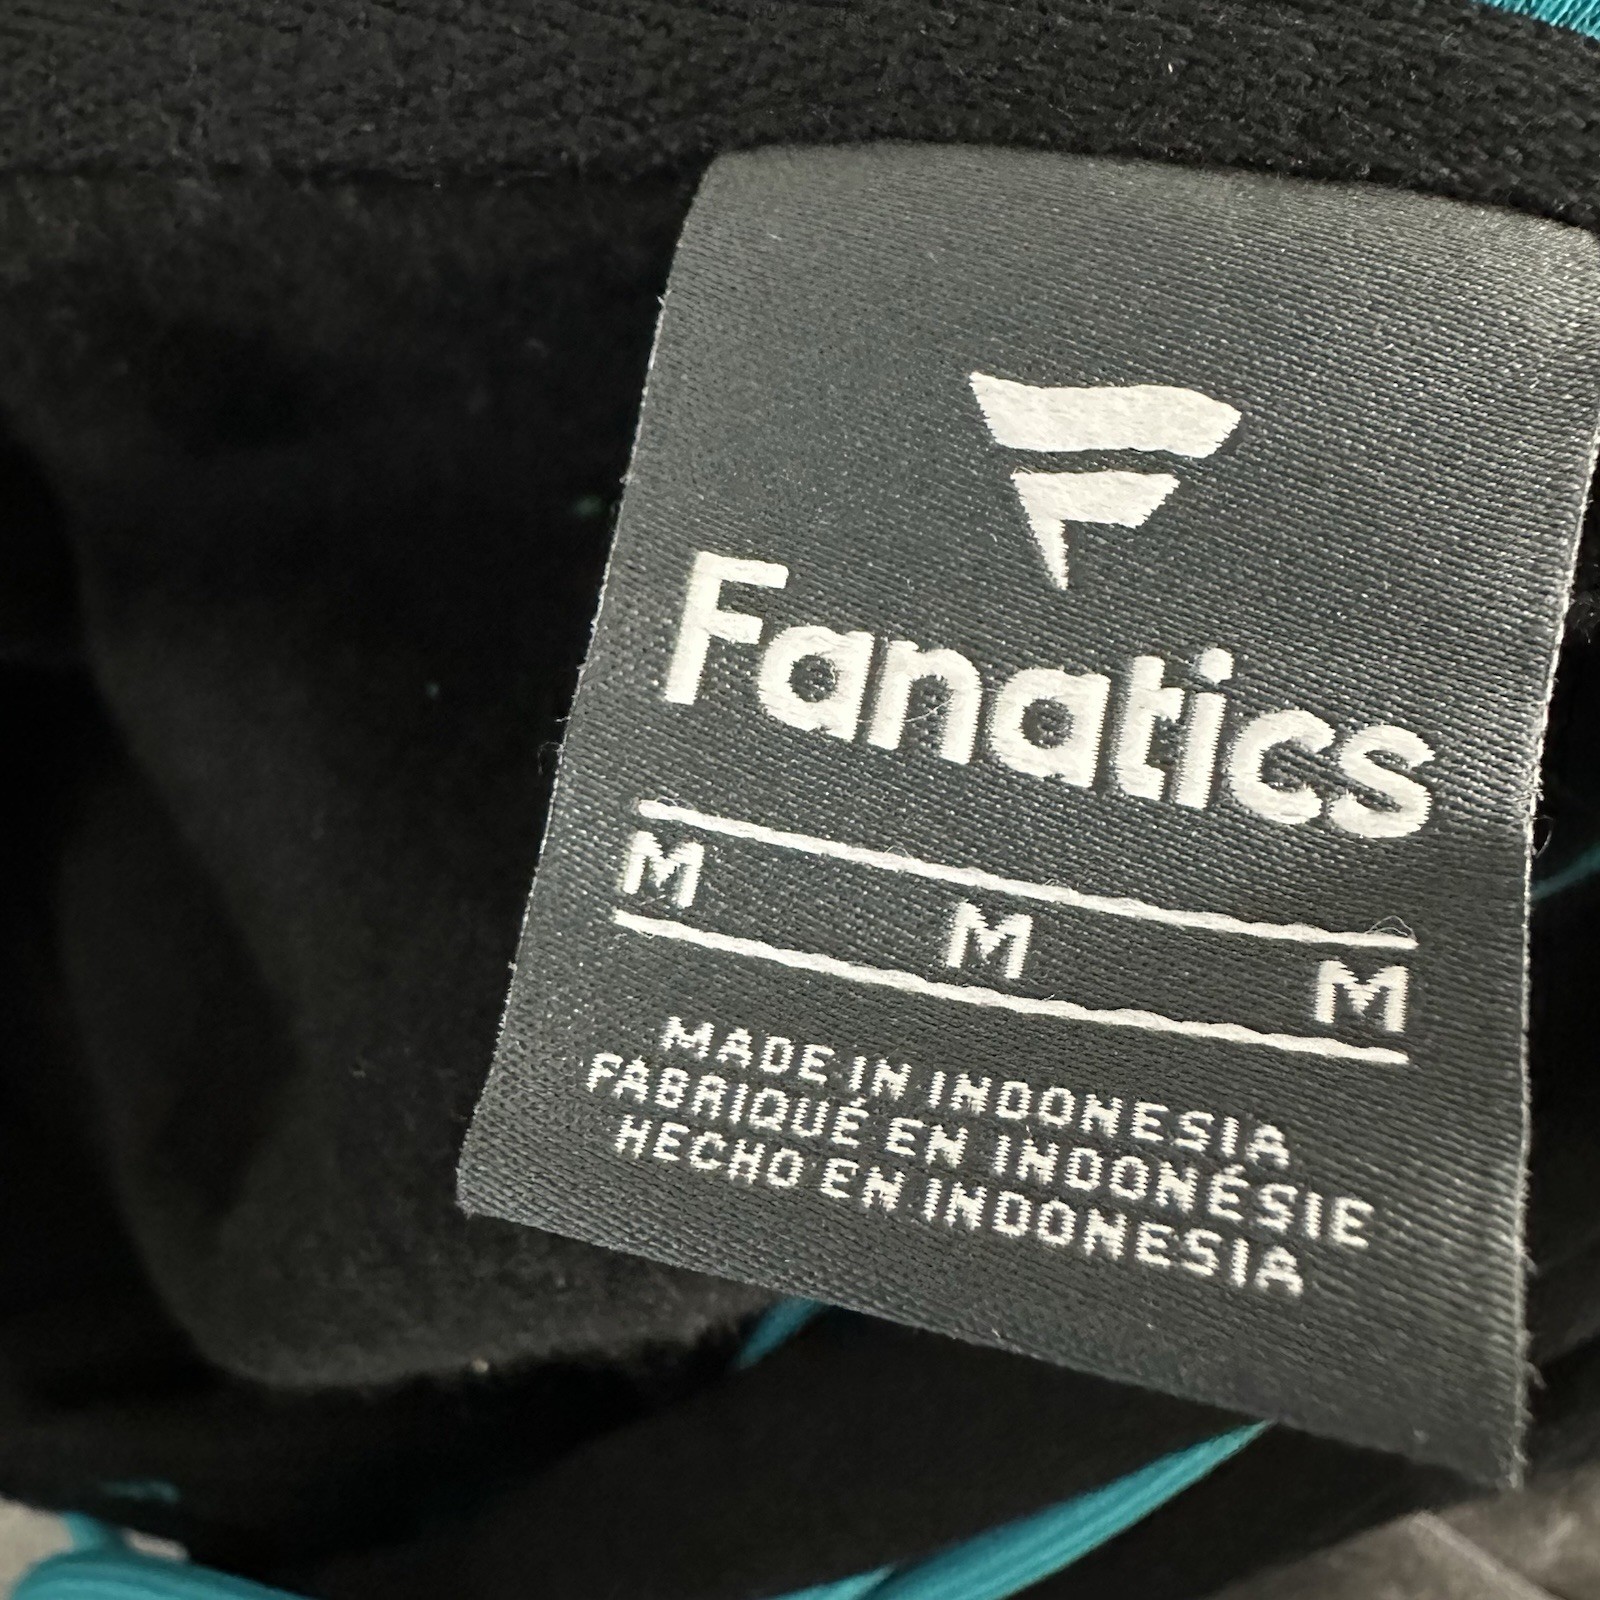 Fanatics
M M M
MADE IN INDONESIA
FABRIQUÉ EN INDONÉSIE
HECHO EN INDONESIA